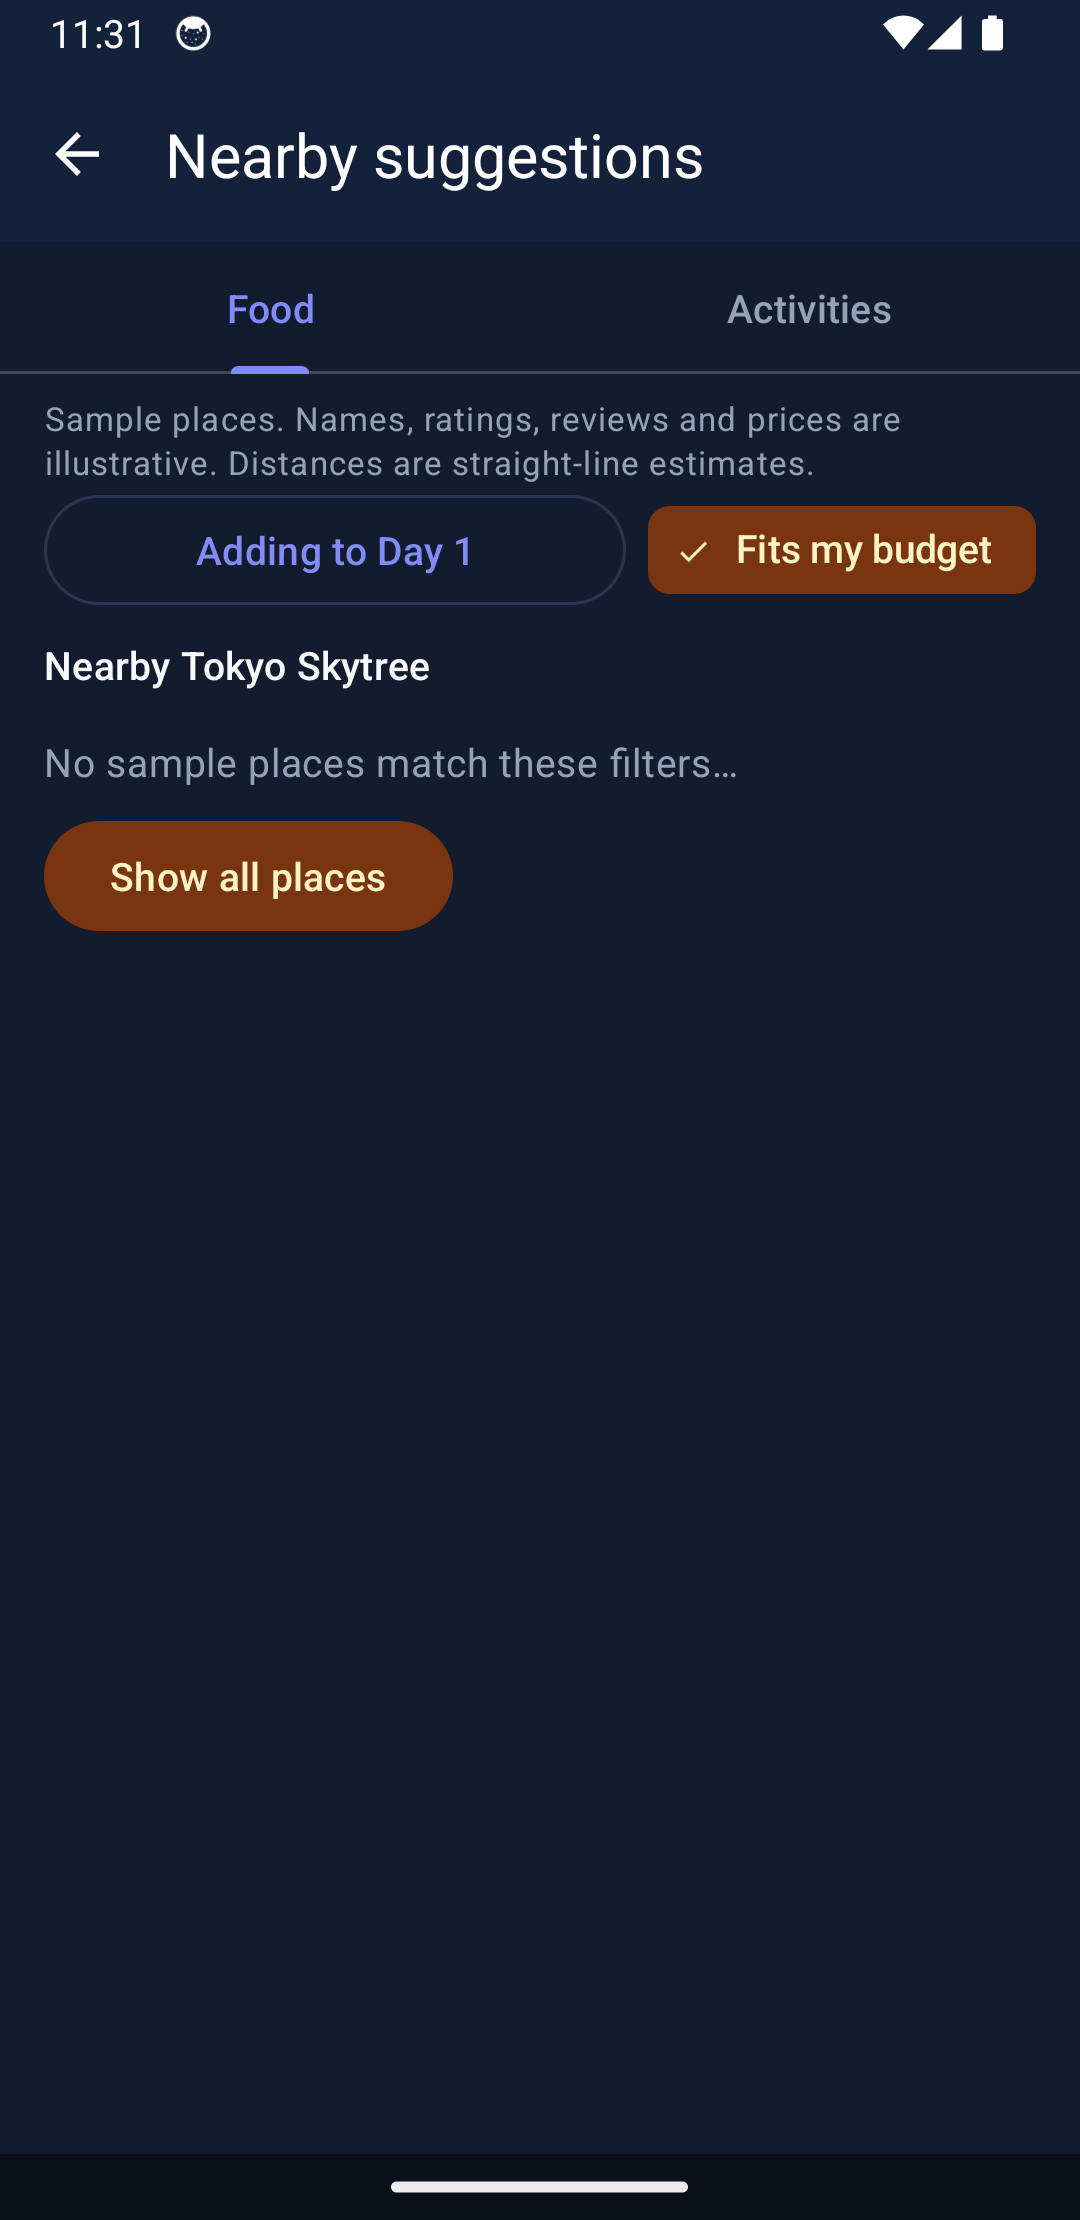 11:31
Nearby suggestions
Food
Activities
Sample places. Names, ratings, reviews and prices are
illustrative. Distances are straight-line estimates.
Adding to Day 1
Fits my budget
Nearby Tokyo Skytree
No sample places match these filters…
Show all places